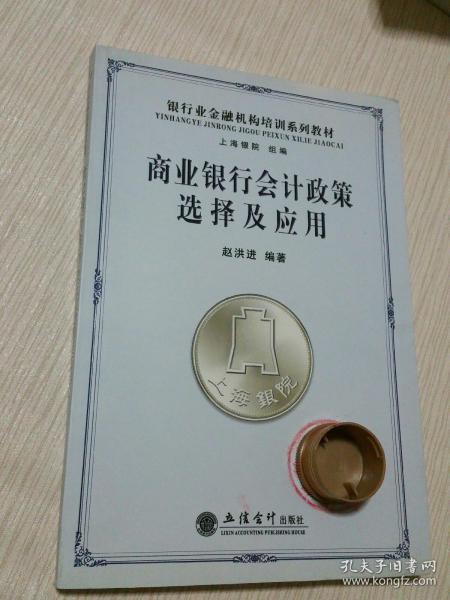 银行业金融机构培训系列教材
YINHANGYE JINRONG JIGOU PEIXUN XILIE JIAOCAI
上海银院 组编
商业银行会计政策
选择及应用
赵洪进 编著
上海銀院
立信会计出版社
LIXIN ACCOUNTING PUBLISHING HOUSE
孔夫子旧书网
www.kongfz.com